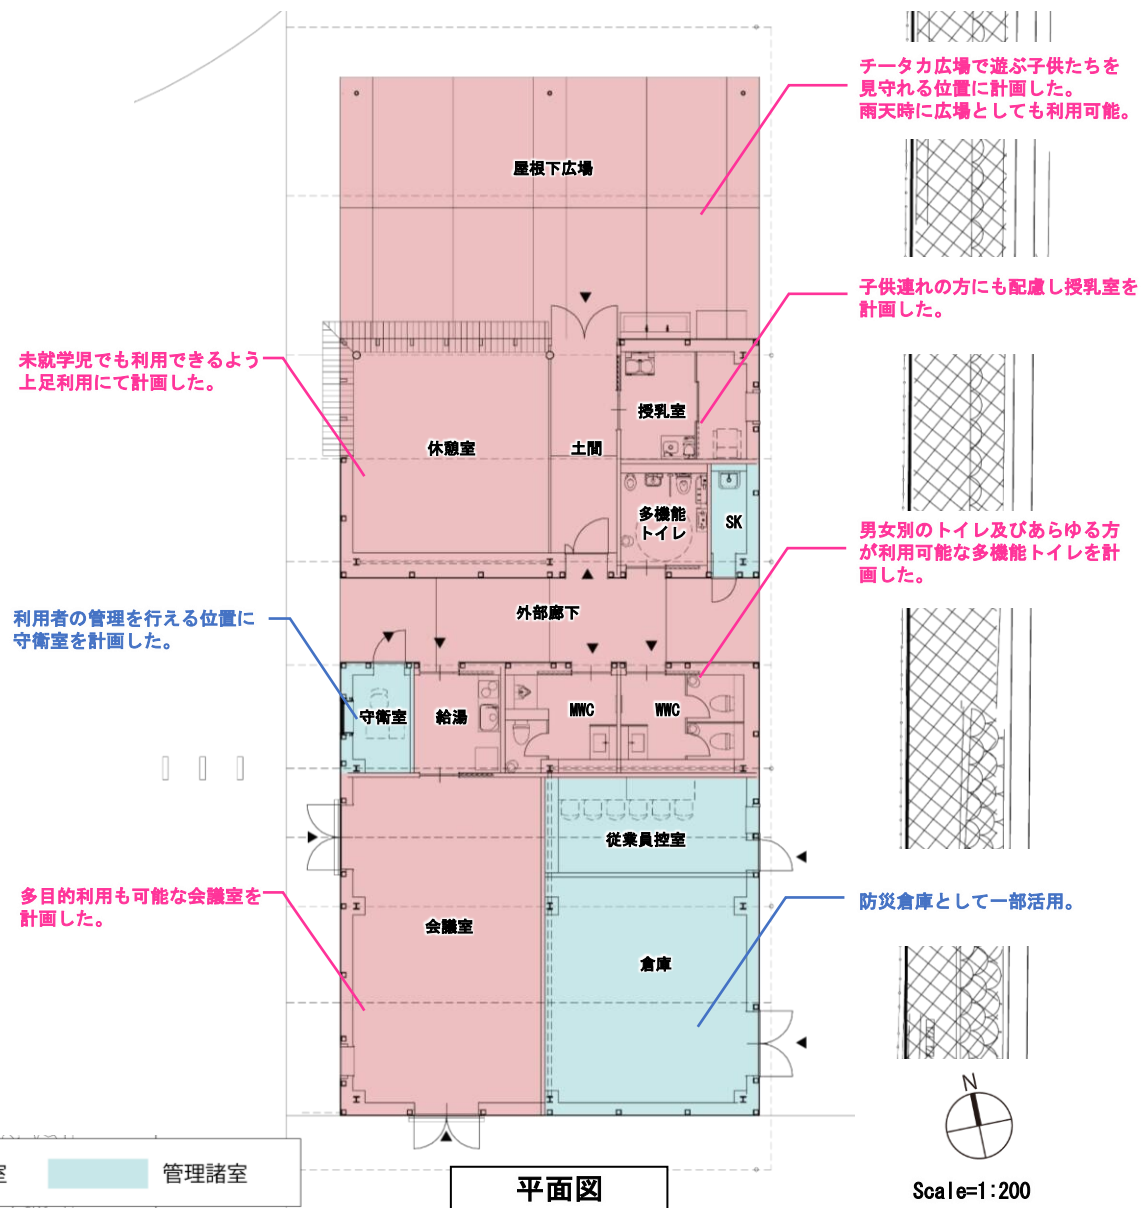 チータカ広場で遊ぶ子供たちを
見守れる位置に計画した。
雨天時に広場としても利用可能。
屋根下広場
子供連れの方にも配慮し授乳室を
計画した。
未就学児でも利用できるよう
上足利用にて計画した。
授乳室
休憩室
土間
多機能
トイレ
SK
男女別のトイレ及びあらゆる方
が利用可能な多機能トイレを計
画した。
利用者の管理を行える位置に
守衛室を計画した。
外部廊下
守衛室
給湯
MWC
WWC
従業員控室
多目的利用も可能な会議室を
計画した。
会議室
防災倉庫として一部活用。
倉庫
N
室
管理諸室
平面図
Scale=1:200